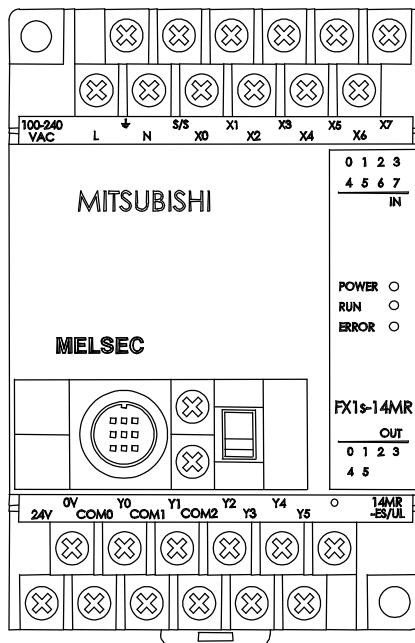 100-240 ⏚ S/S X1 X3 X5 X7
VAC L N X0 X2 X4 X6
0 1 2 3
4 5 6 7
IN
MITSUBISHI
POWER
RUN
ERROR
MELSEC
FX1s-14MR
OUT
0 1 2 3
4 5
0V Y0 Y1 Y2 Y4 14MR
24V COM0 COM1 COM2 Y3 Y5 -ES/UL